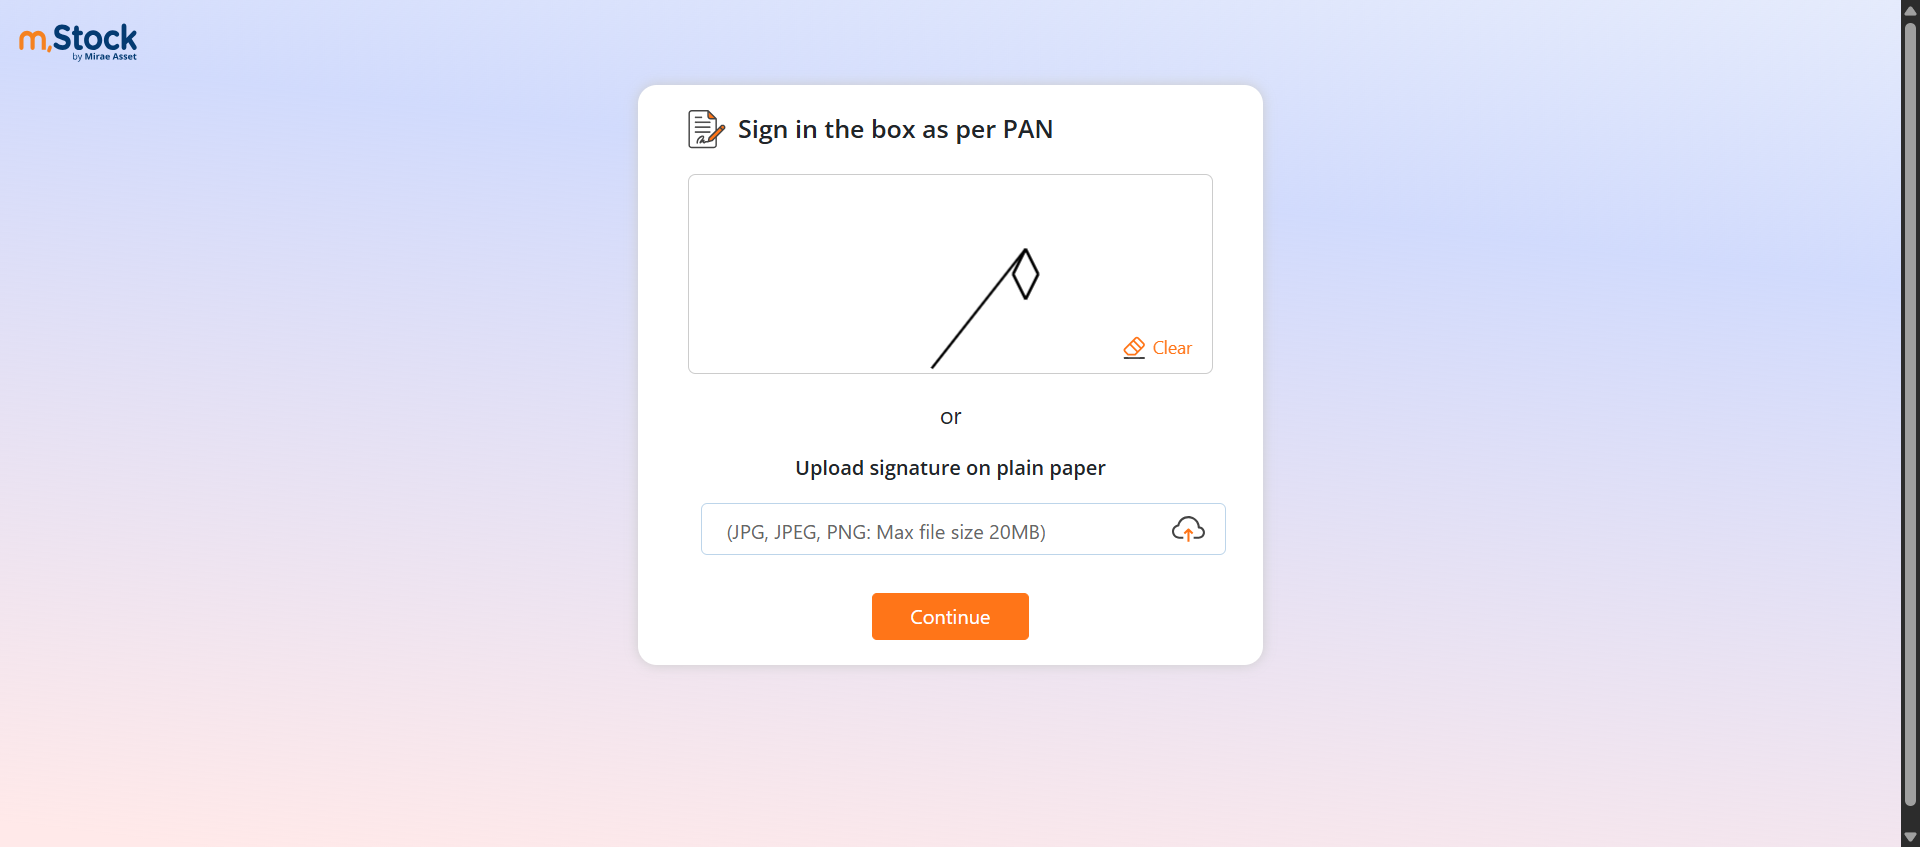 m.Stock
by Mirae Asset
Sign in the box as per PAN
Clear
or
Upload signature on plain paper
(JPG, JPEG, PNG: Max file size 20MB)
Continue